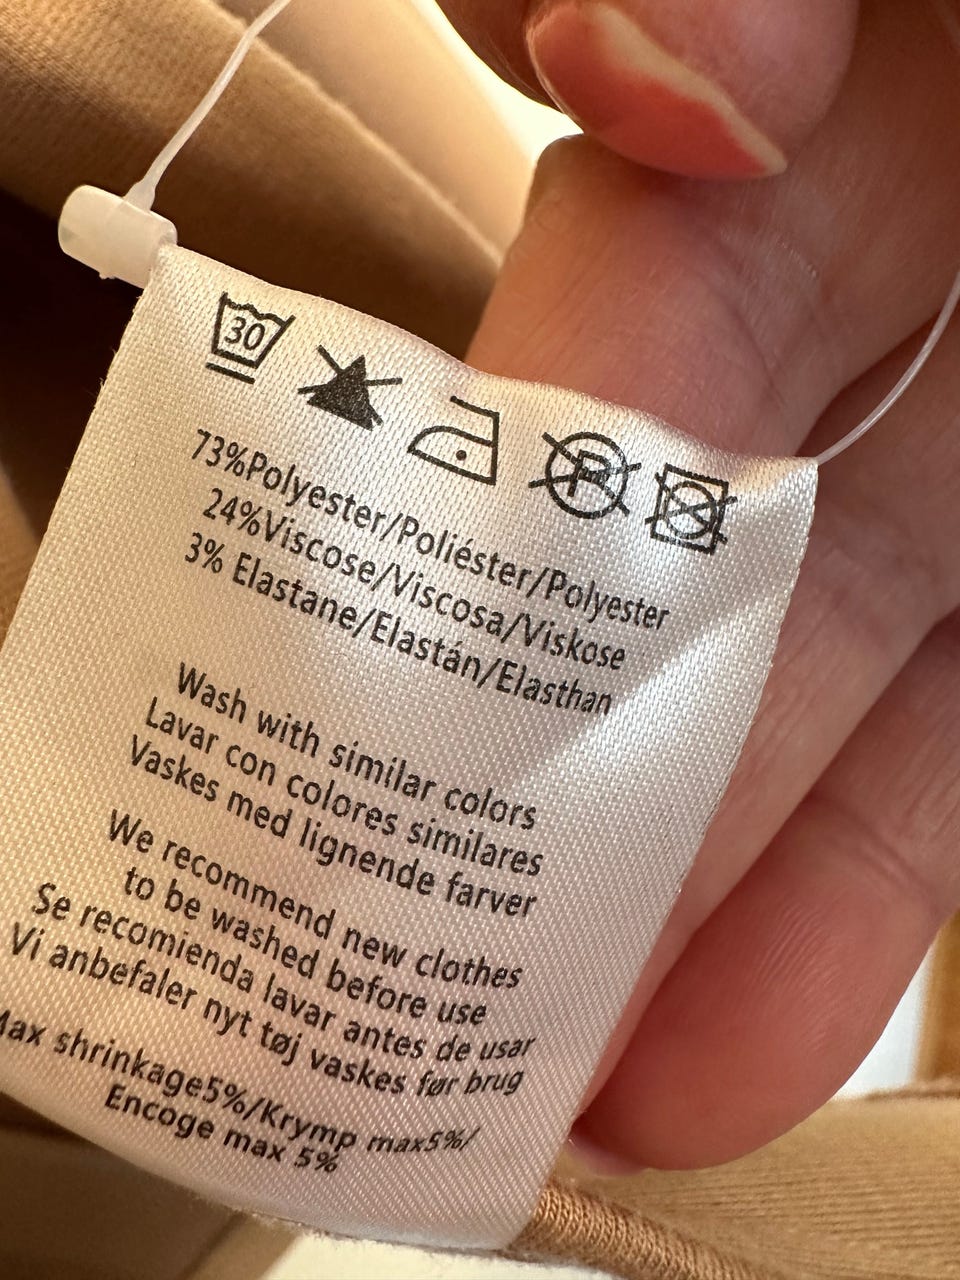 30
P
73%Polyester/Poliéster/Polyester
24%Viscose/Viscosa/Viskose
3% Elastane/Elastán/Elasthan
Wash with similar colors
Lavar con colores similares
Vaskes med lignende farver
We recommend new clothes
to be washed before use
Se recomienda lavar antes de usar
Vi anbefaler nyt tøj vaskes før brug
Max shrinkage5%/Krymp max5%/
Encoge max 5%